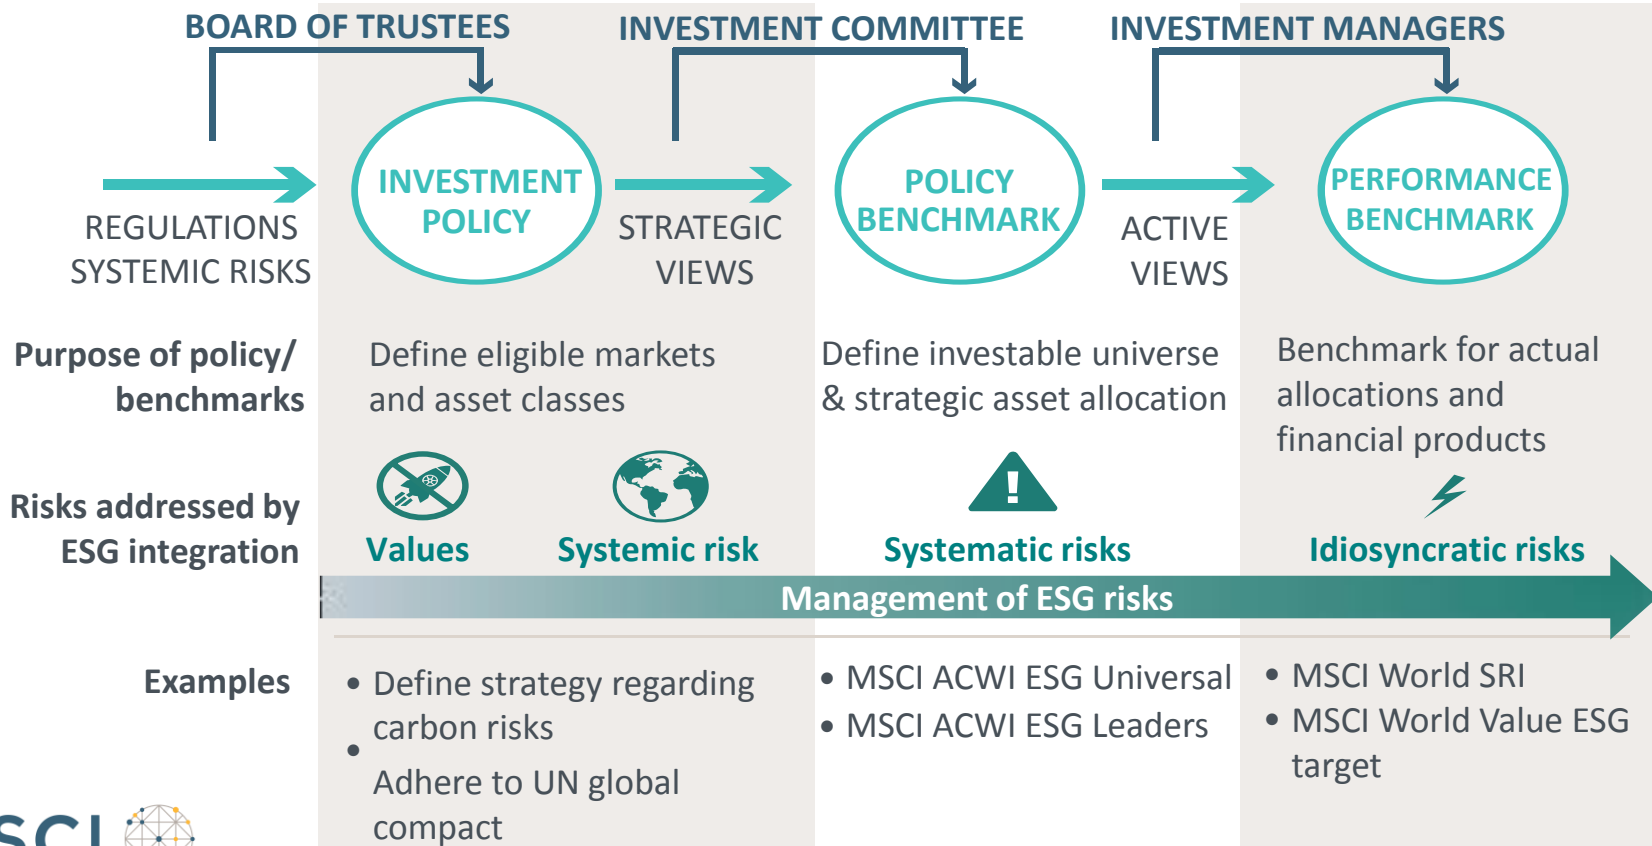 BOARD OF TRUSTEES
INVESTMENT COMMITTEE
INVESTMENT MANAGERS
REGULATIONS
SYSTEMIC RISKS
INVESTMENT
POLICY
STRATEGIC
VIEWS
POLICY
BENCHMARK
ACTIVE
VIEWS
PERFORMANCE
BENCHMARK
Purpose of policy/
benchmarks
Define eligible markets
and asset classes
Define investable universe
& strategic asset allocation
Benchmark for actual
allocations and
financial products
Risks addressed by
ESG integration
Values
Systemic risk
!
Systematic risks
Idiosyncratic risks
Management of ESG risks
Examples
• Define strategy regarding
carbon risks
•
Adhere to UN global
compact
• MSCI ACWI ESG Universal
• MSCI ACWI ESG Leaders
• MSCI World SRI
• MSCI World Value ESG
target
SCI